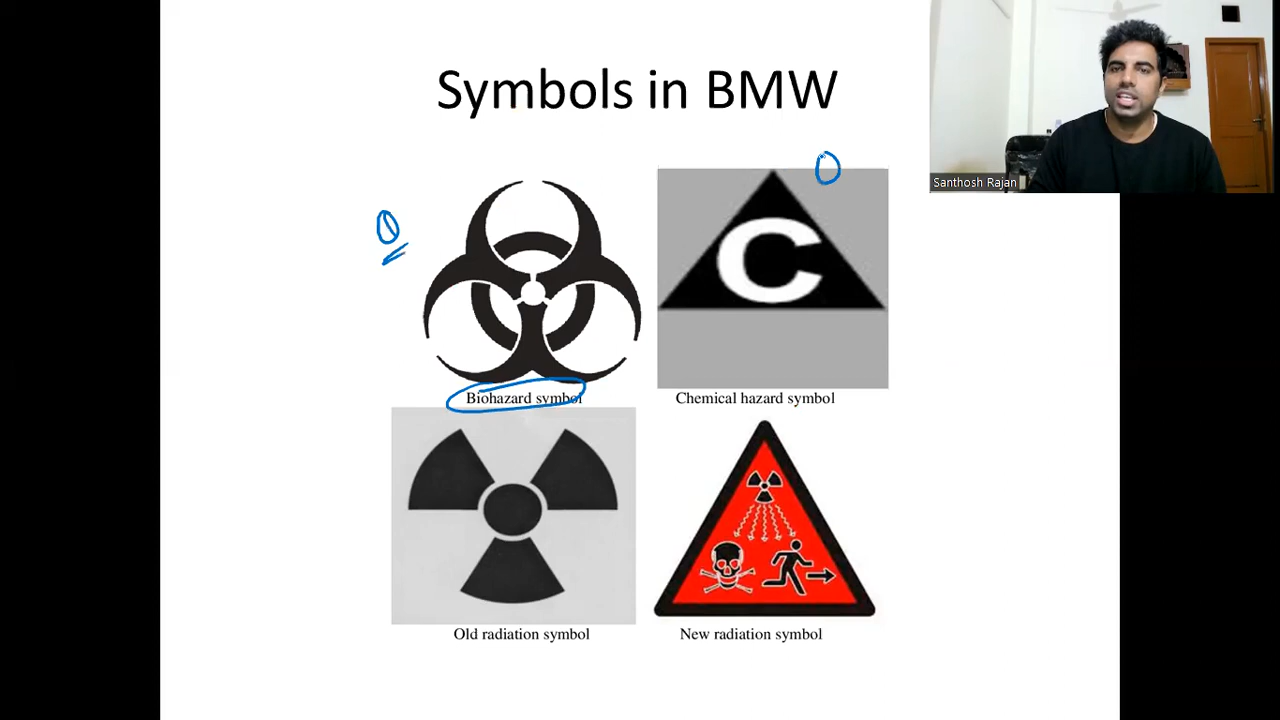 Symbols in BMW
Santhosh Rajan
C
Biohazard symbol
Chemical hazard symbol
Old radiation symbol
New radiation symbol